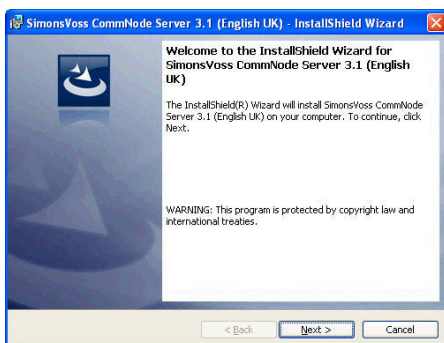 SimonsVoss CommNode Server 3.1 (English UK) - InstallShield Wizard
Welcome to the InstallShield Wizard for
SimonsVoss CommNode Server 3.1 (English
UK)
The InstallShield(R) Wizard will install SimonsVoss CommNode
Server 3.1 (English UK) on your computer. To continue, click
Next.
WARNING: This program is protected by copyright law and
international treaties.
< Back Next > Cancel